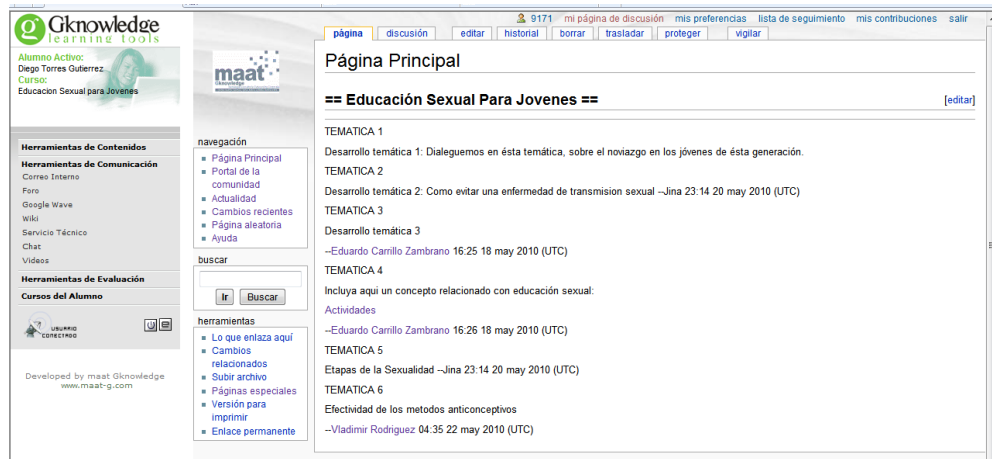 Gknowledge
learning tools
Alumno Activo:
Diego Torres Gutierrez
Curso:
Educacion Sexual para Jovenes
Herramientas de Contenidos
Herramientas de Comunicación
Correo Interno
Foro
Google Wave
Wiki
Servicio Técnico
Chat
Videos
Herramientas de Evaluación
Cursos del Alumno
USUARIO
CONECTADO
Developed by maat Gknowledge
www.maat-g.com
maat
Gknowledge
navegación
Página Principal
Portal de la
comunidad
Actualidad
Cambios recientes
Página aleatoria
Ayuda
buscar
Ir Buscar
herramientas
Lo que enlaza aquí
Cambios
relacionados
Subir archivo
Páginas especiales
Versión para
imprimir
Enlace permanente
9171 mi página de discusión mis preferencias lista de seguimiento mis contribuciones salir
página discusión editar historial borrar trasladar proteger vigilar
Página Principal
== Educación Sexual Para Jovenes == [editar]
TEMATICA 1
Desarrollo temática 1: Dialeguemos en ésta temática, sobre el noviazgo en los jóvenes de ésta generación.
TEMATICA 2
Desarrollo temática 2: Como evitar una enfermedad de transmision sexual --Jina 23:14 20 may 2010 (UTC)
TEMATICA 3
Desarrollo temática 3
--Eduardo Carrillo Zambrano 16:25 18 may 2010 (UTC)
TEMATICA 4
Incluya aqui un concepto relacionado con educación sexual:
Actividades
--Eduardo Carrillo Zambrano 16:26 18 may 2010 (UTC)
TEMATICA 5
Etapas de la Sexualidad --Jina 23:14 20 may 2010 (UTC)
TEMATICA 6
Efectividad de los metodos anticonceptivos
--Vladimir Rodriguez 04:35 22 may 2010 (UTC)